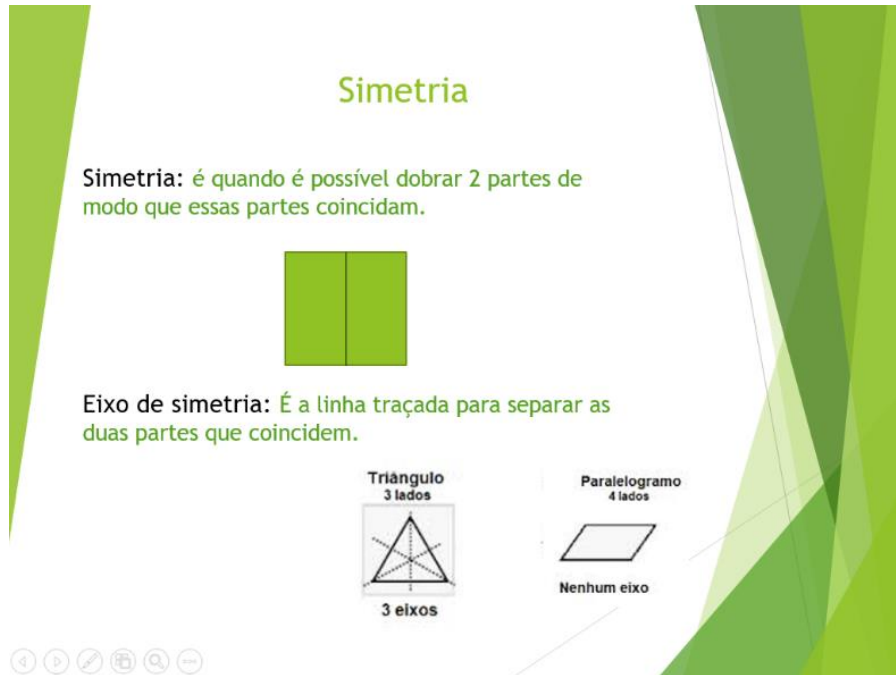 Simetria
Simetria: é quando é possível dobrar 2 partes de
modo que essas partes coincidam.
Eixo de simetria: É a linha traçada para separar as
duas partes que coincidem.
Triângulo
3 lados
3 eixos
Paralelogramo
4 lados
Nenhum eixo